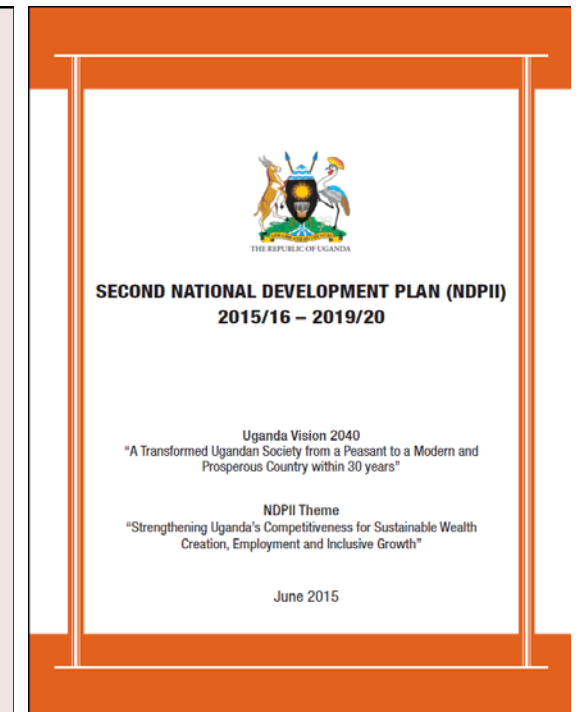 THE REPUBLIC OF UGANDA
SECOND NATIONAL DEVELOPMENT PLAN (NDPII)
2015/16 – 2019/20
Uganda Vision 2040
“A Transformed Ugandan Society from a Peasant to a Modern and
Prosperous Country within 30 years”
NDPII Theme
“Strengthening Uganda’s Competitiveness for Sustainable Wealth
Creation, Employment and Inclusive Growth”
June 2015